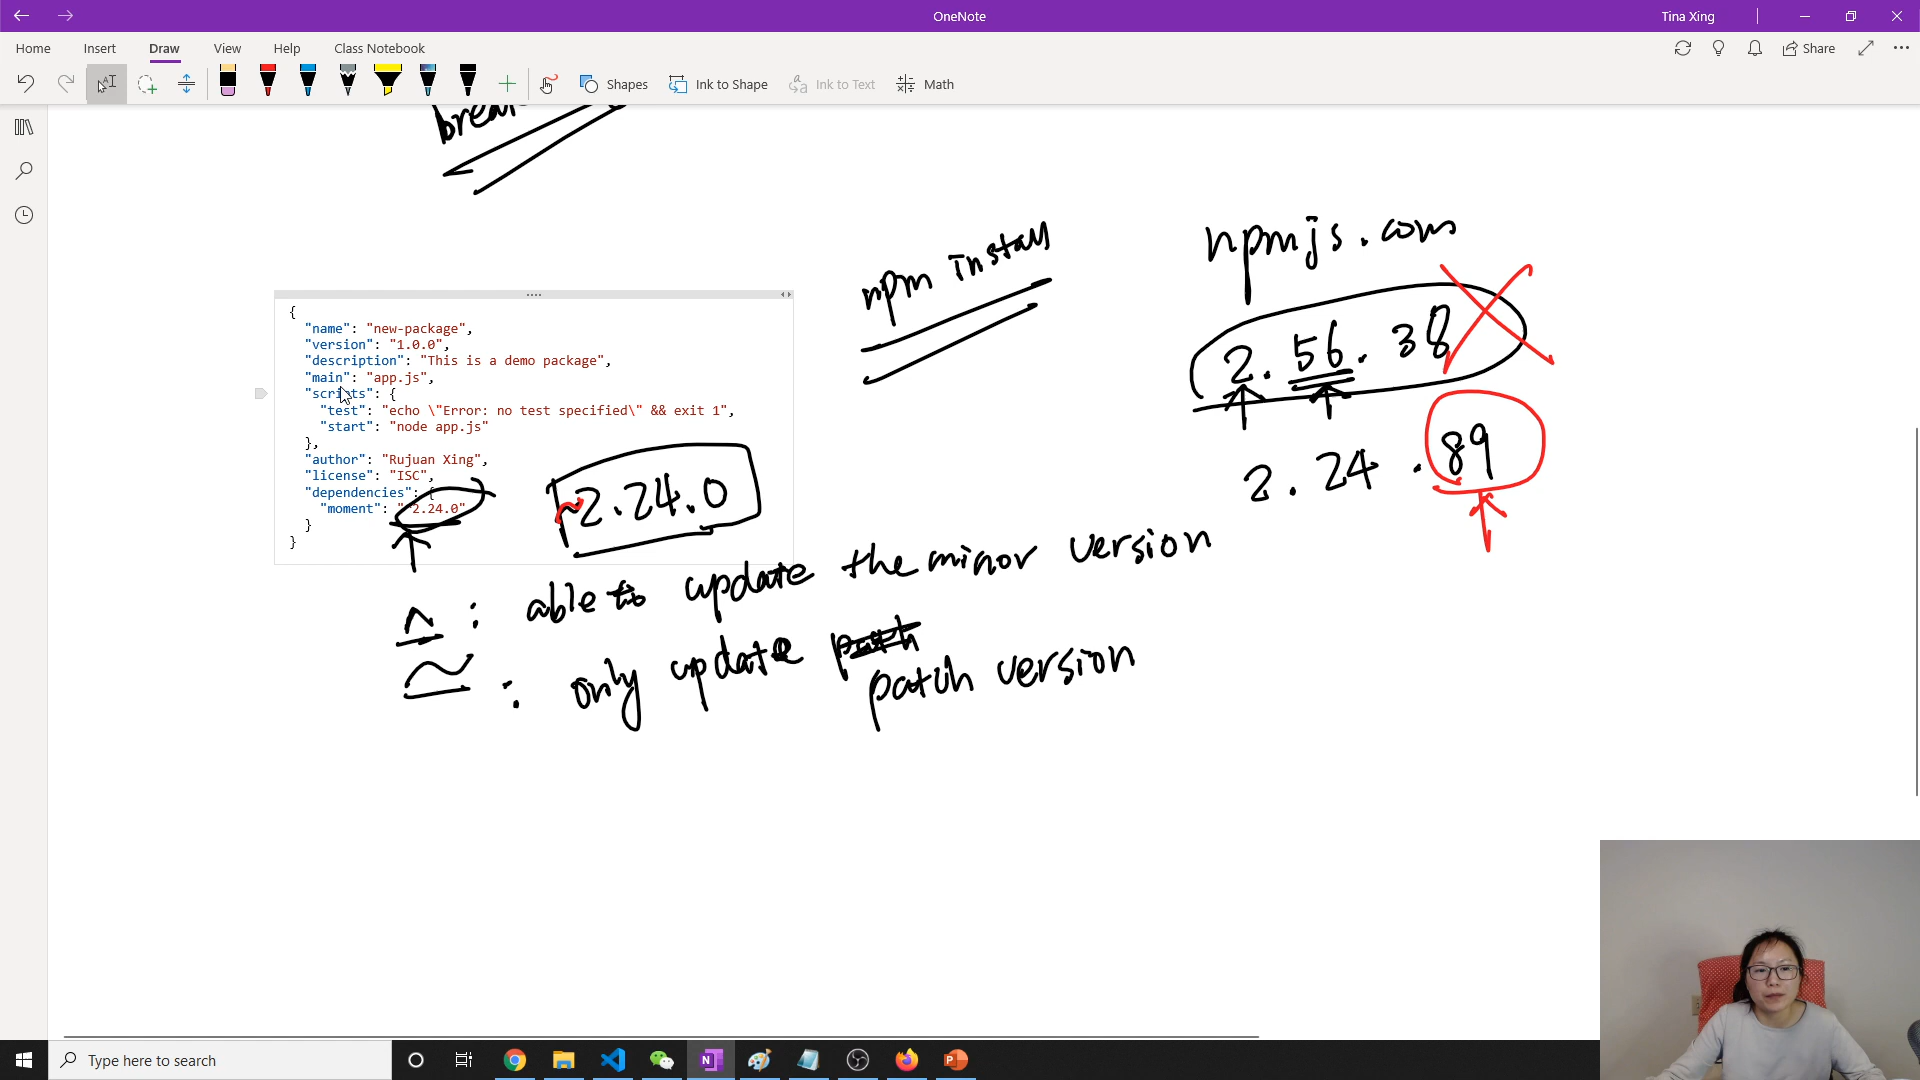 OneNote
Tina Xing
Home Insert Draw View Help Class Notebook
Share
Shapes Ink to Shape Ink to Text Math
npm install
npmjs.com
2.56.38
2.24.89
{
"name": "new-package",
"version": "1.0.0",
"description": "This is a demo package",
"main": "app.js",
"scripts": {
"test": "echo \"Error: no test specified\" && exit 1",
"start": "node app.js"
},
"author": "Rujuan Xing",
"license": "ISC",
"dependencies": {
"moment": "^2.24.0"
}
}
~2.24.0
^ : able to update the minor version
~ : only update patch version
Type here to search